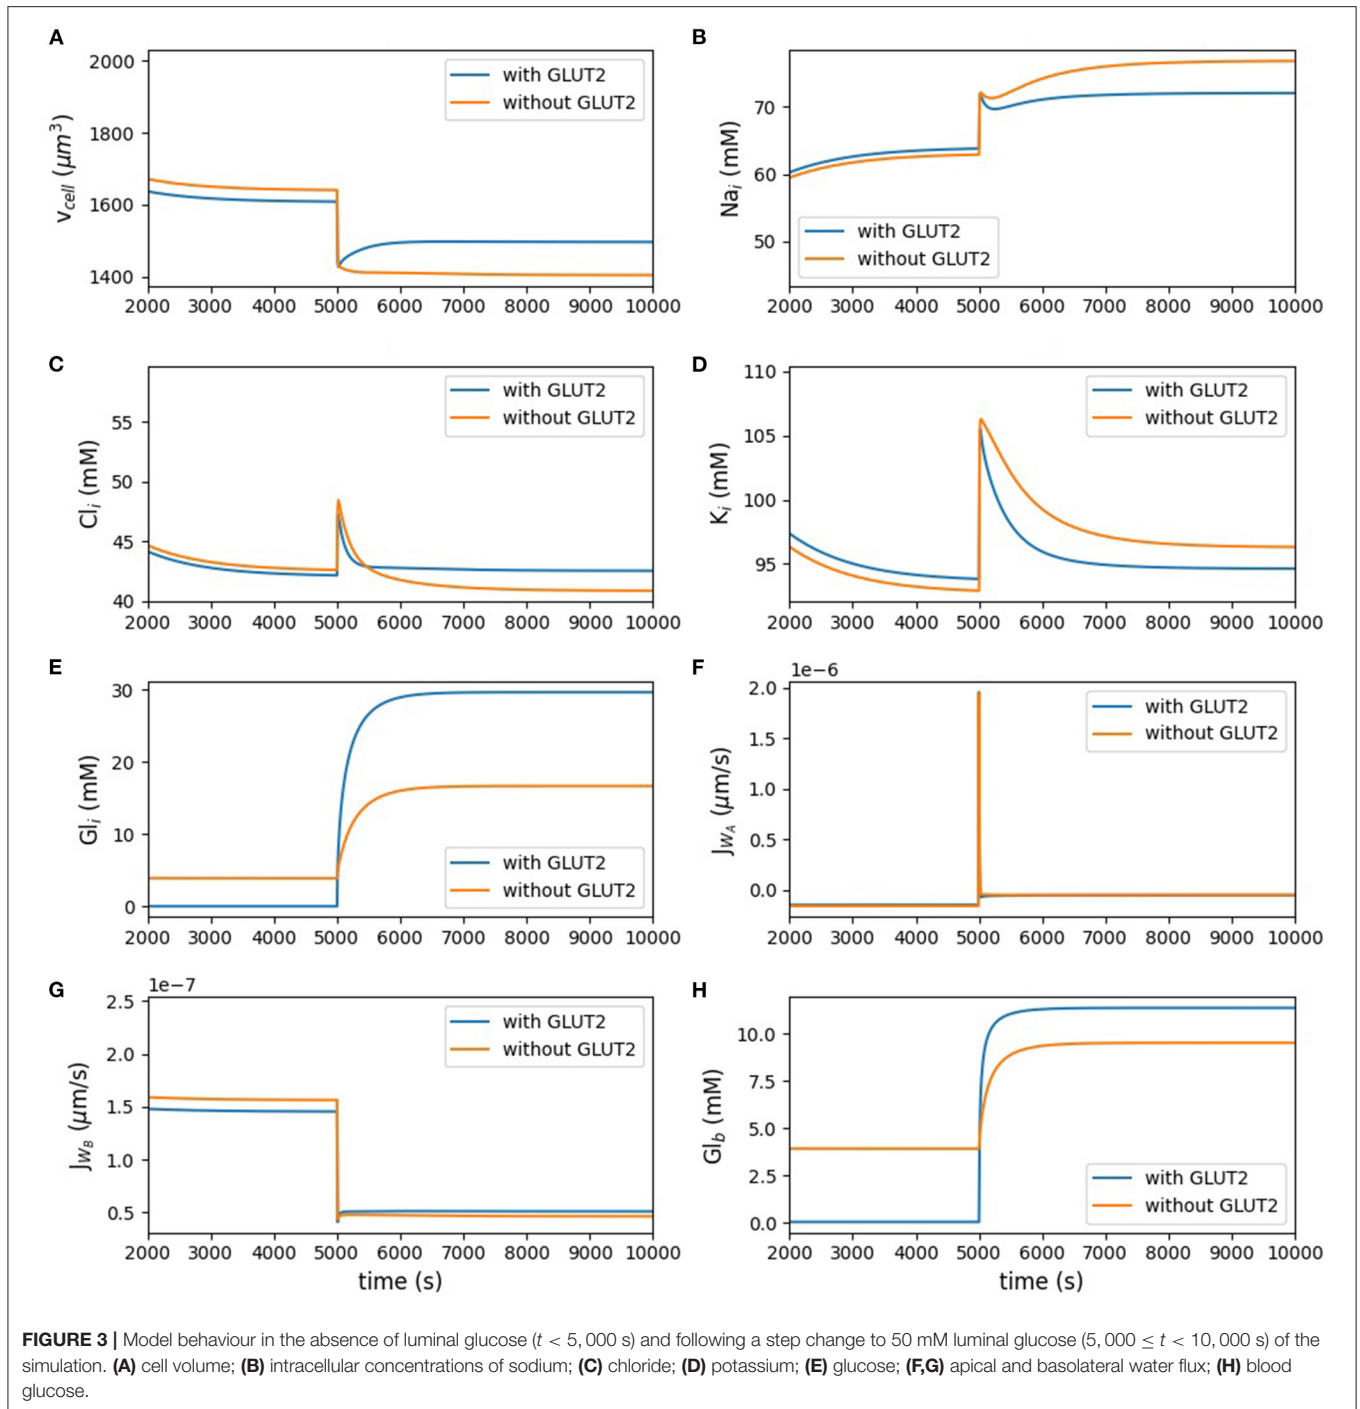 A
2000
1800
1600
1400
v_cell (μm³)
with GLUT2
without GLUT2
2000 3000 4000 5000 6000 7000 8000 9000 10000
B
70
60
50
Na_i (mM)
with GLUT2
without GLUT2
2000 3000 4000 5000 6000 7000 8000 9000 10000
C
55
50
45
40
Cl_i (mM)
with GLUT2
without GLUT2
2000 3000 4000 5000 6000 7000 8000 9000 10000
D
110
105
100
95
K_i (mM)
with GLUT2
without GLUT2
2000 3000 4000 5000 6000 7000 8000 9000 10000
E
30
20
10
0
Gl_i (mM)
with GLUT2
without GLUT2
2000 3000 4000 5000 6000 7000 8000 9000 10000
F
1e−6
2.0
1.5
1.0
0.5
0.0
J_W_A (μm/s)
with GLUT2
without GLUT2
2000 3000 4000 5000 6000 7000 8000 9000 10000
G
1e−7
2.5
2.0
1.5
1.0
0.5
J_W_B (μm/s)
with GLUT2
without GLUT2
2000 3000 4000 5000 6000 7000 8000 9000 10000
time (s)
H
10.0
7.5
5.0
2.5
0.0
Gl_b (mM)
with GLUT2
without GLUT2
2000 3000 4000 5000 6000 7000 8000 9000 10000
time (s)
FIGURE 3 | Model behaviour in the absence of luminal glucose (t < 5, 000 s) and following a step change to 50 mM luminal glucose (5, 000 ≤ t < 10, 000 s) of the
simulation. (A) cell volume; (B) intracellular concentrations of sodium; (C) chloride; (D) potassium; (E) glucose; (F,G) apical and basolateral water flux; (H) blood
glucose.